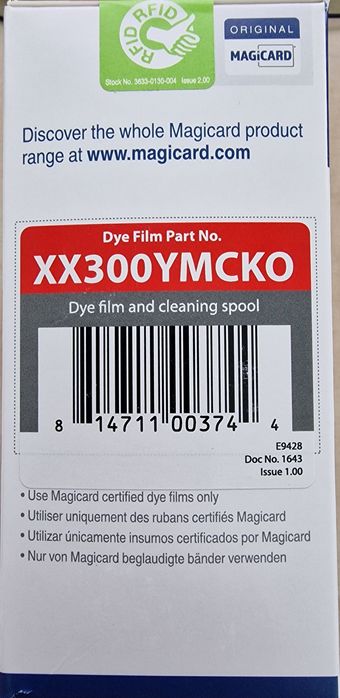 RFID RFID
Stock No. 3633-0130-004 Issue 2.00
ORIGINAL
MAGiCARD
Discover the whole Magicard product
range at www.magicard.com
Dye Film Part No.
XX300YMCKO
Dye film and cleaning spool
8 14711 00374 4
E9428
Doc No. 1643
Issue 1.00
• Use Magicard certified dye films only
• Utiliser uniquement des rubans certifiés Magicard
• Utilizar únicamente insumos certificados por Magicard
• Nur von Magicard beglaudigte bänder verwenden